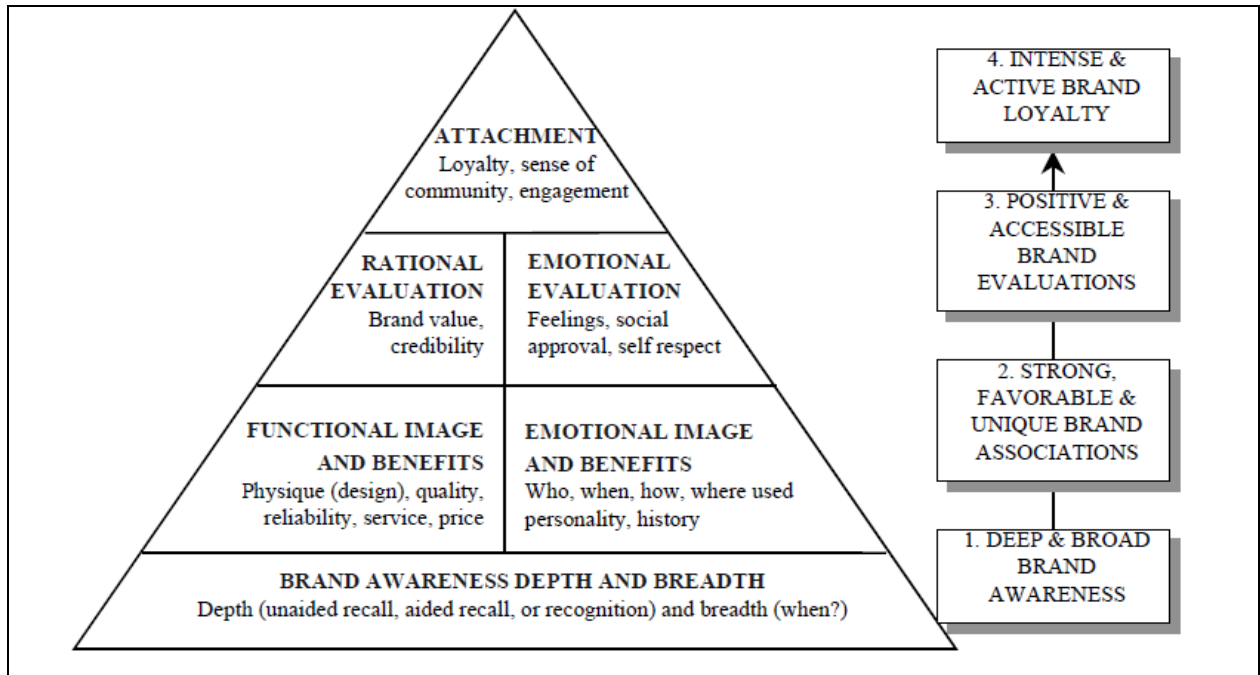 ATTACHMENT
Loyalty, sense of
community, engagement
RATIONAL
EVALUATION
Brand value,
credibility
EMOTIONAL
EVALUATION
Feelings, social
approval, self respect
FUNCTIONAL IMAGE
AND BENEFITS
Physique (design), quality,
reliability, service, price
EMOTIONAL IMAGE
AND BENEFITS
Who, when, how, where used
personality, history
BRAND AWARENESS DEPTH AND BREADTH
Depth (unaided recall, aided recall, or recognition) and breadth (when?)
4. INTENSE &
ACTIVE BRAND
LOYALTY
3. POSITIVE &
ACCESSIBLE
BRAND
EVALUATIONS
2. STRONG,
FAVORABLE &
UNIQUE BRAND
ASSOCIATIONS
1. DEEP & BROAD
BRAND
AWARENESS